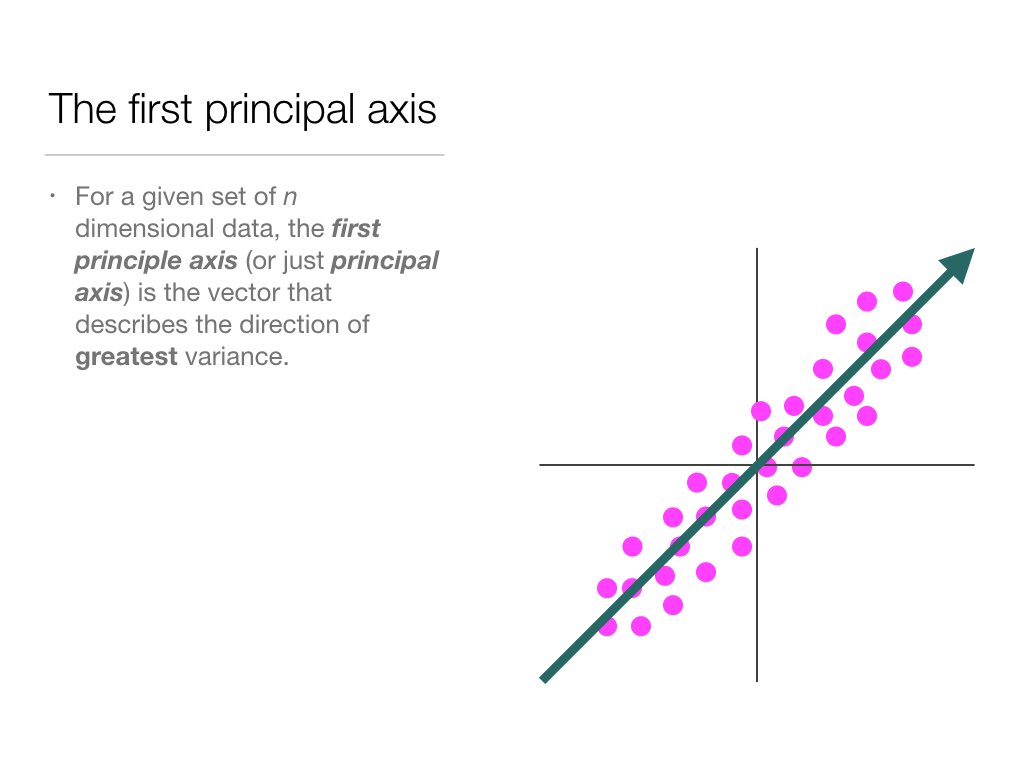 The first principal axis
• For a given set of n
dimensional data, the first
principle axis (or just principal
axis) is the vector that
describes the direction of
greatest variance.